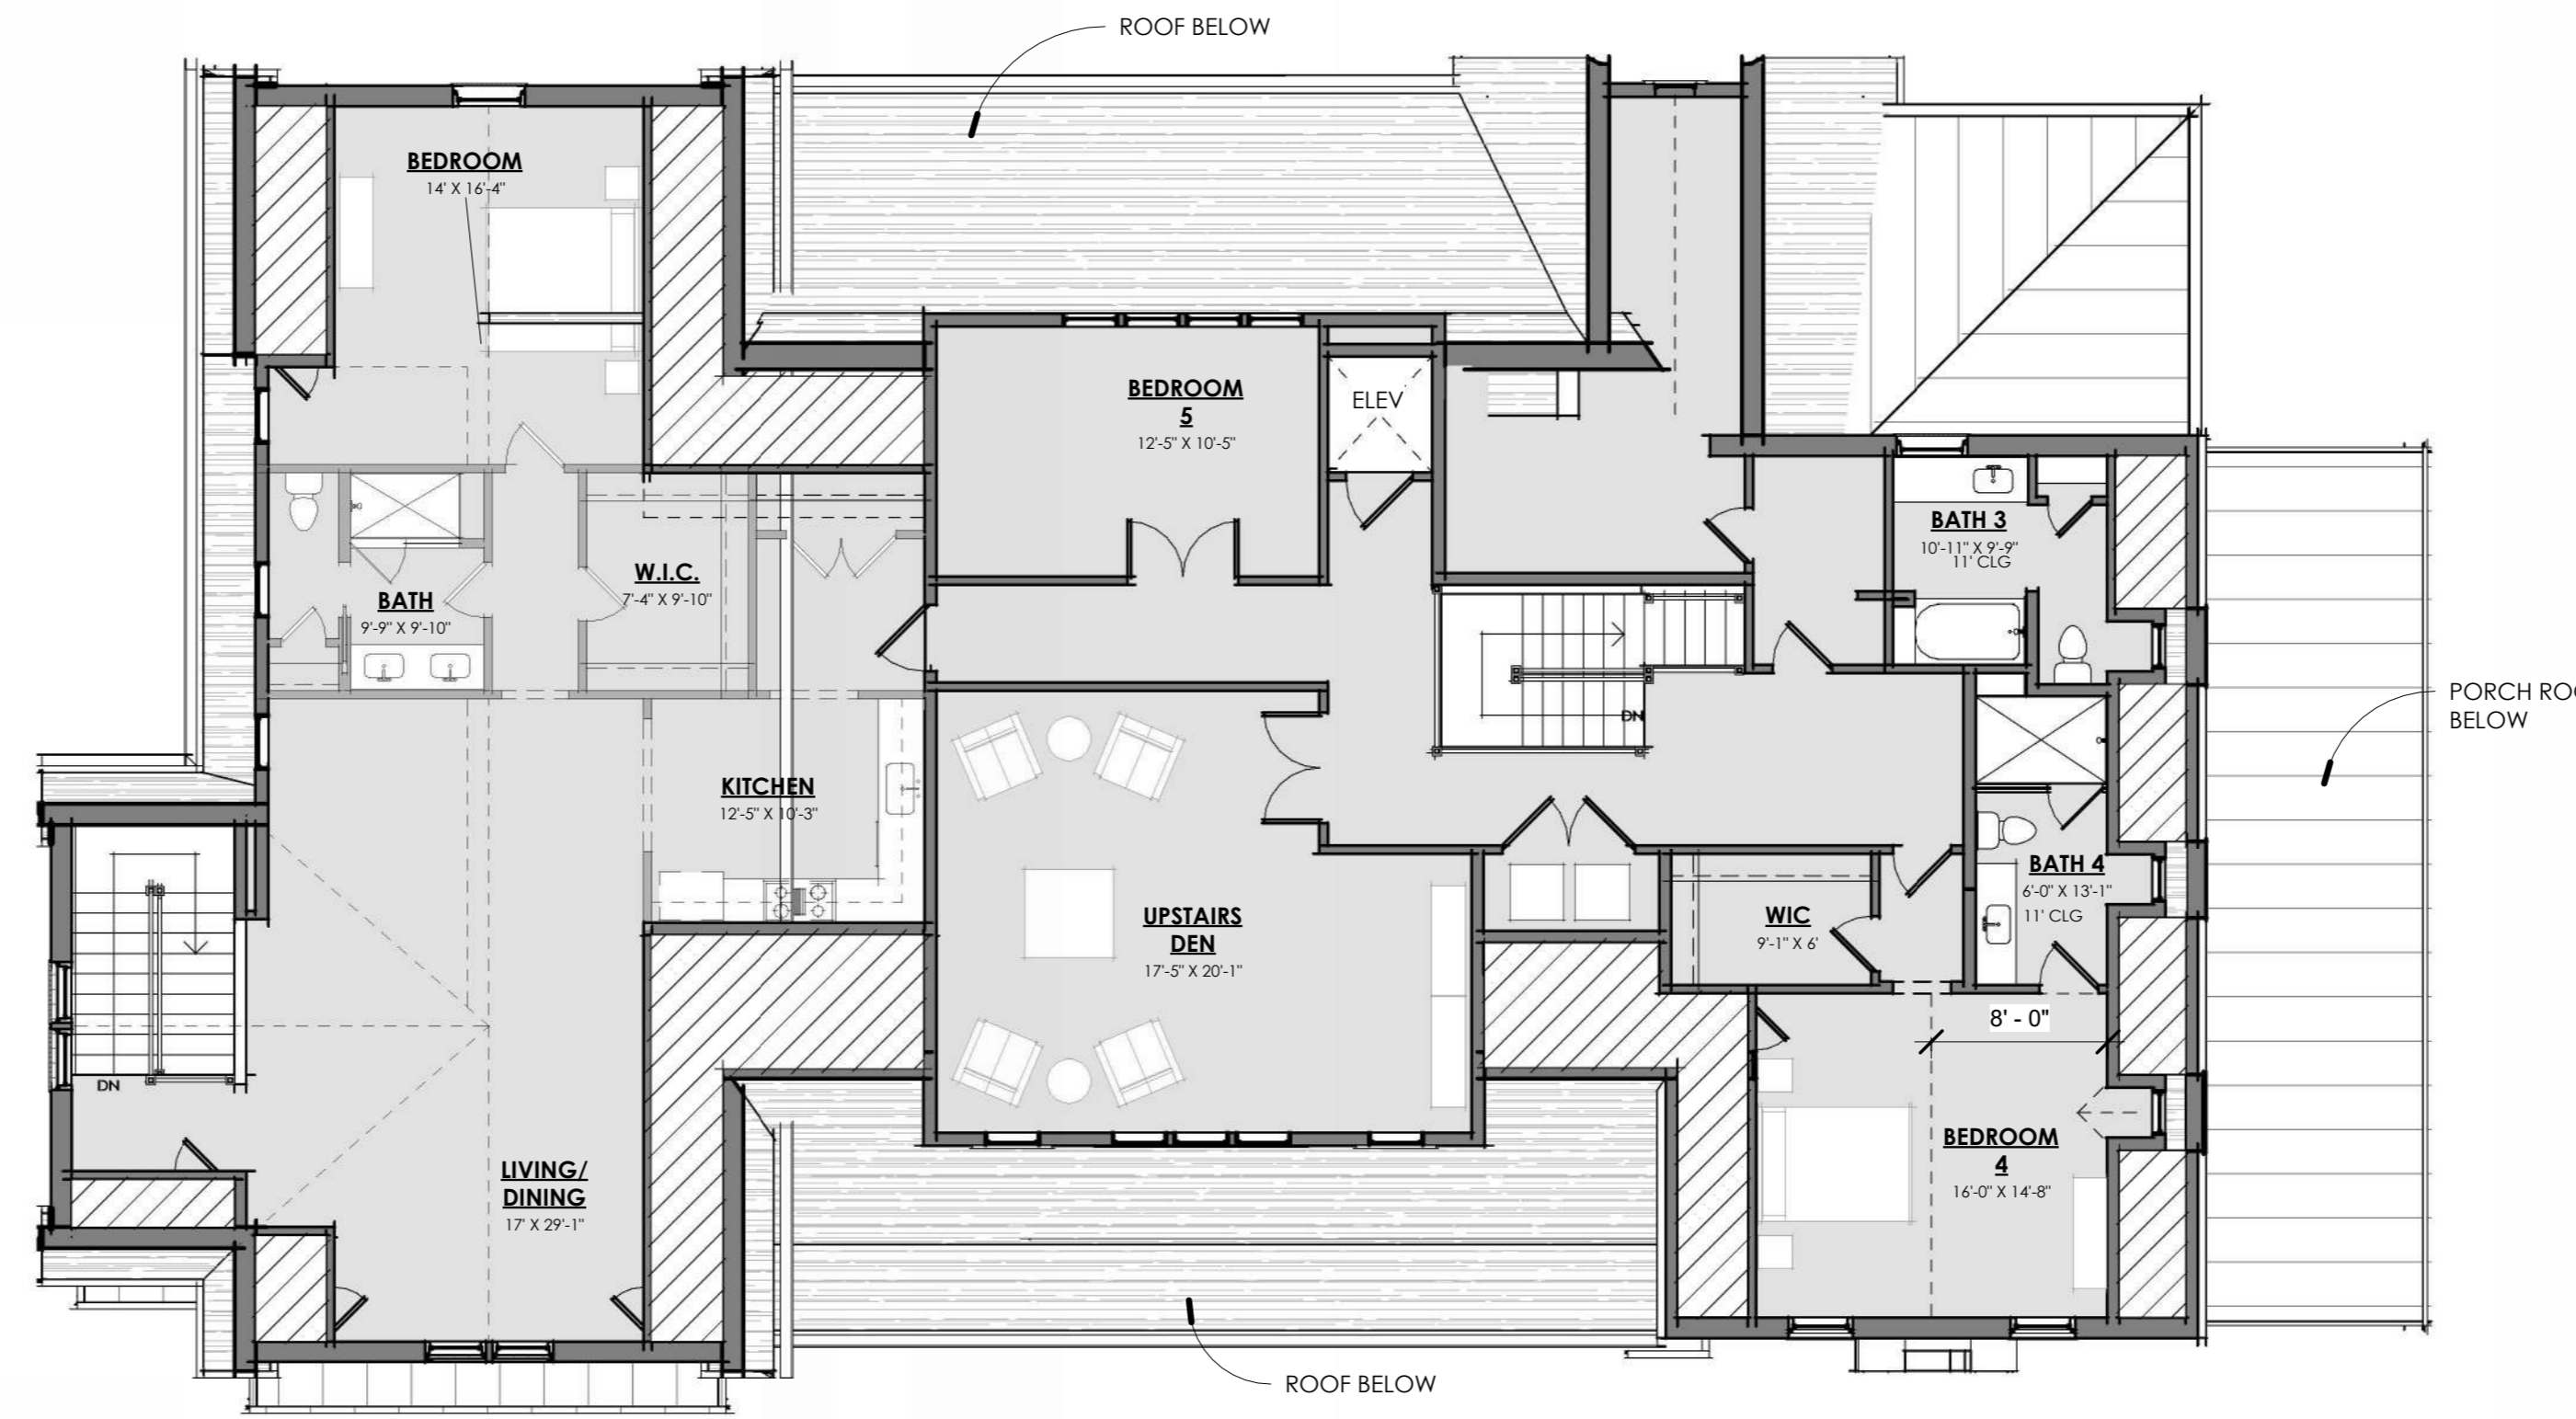 ROOF BELOW
BEDROOM
14' X 16'-4"
BEDROOM
5
12'-5" X 10'-5"
ELEV
BATH 3
10'-11" X 9'-9"
11' CLG
W.I.C.
7'-4" X 9'-10"
BATH
9'-9" X 9'-10"
DN
PORCH ROO
BELOW
KITCHEN
12'-5" X 10'-3"
BATH 4
6'-0" X 13'-1"
11' CLG
UPSTAIRS
DEN
17'-5" X 20'-1"
WIC
9'-1" X 6'
8' - 0"
DN
BEDROOM
4
16'-0" X 14'-8"
LIVING/
DINING
17' X 29'-1"
ROOF BELOW